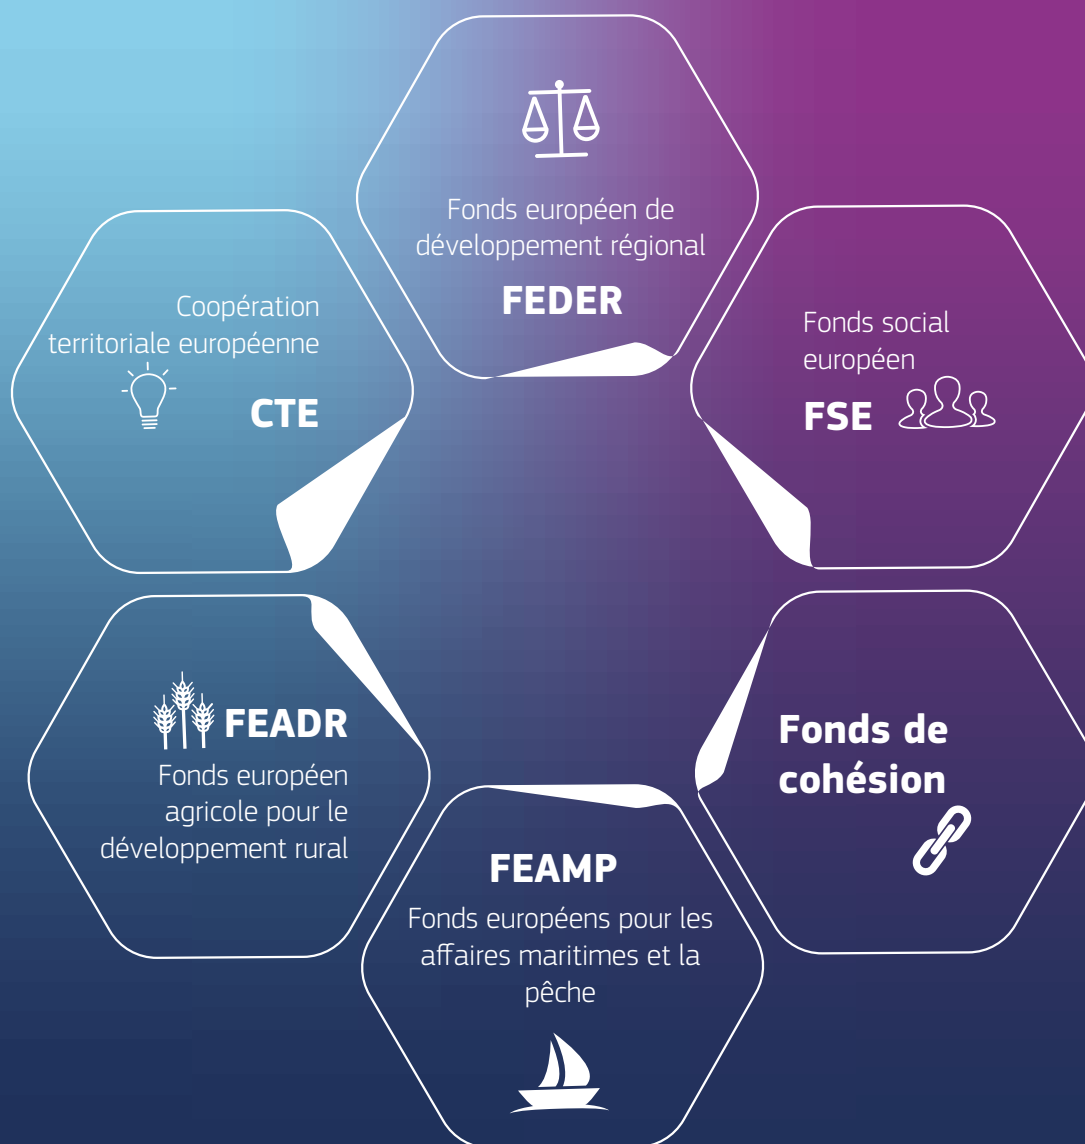 Fonds européen de
développement régional
FEDER
Fonds social
européen
FSE
Fonds de
cohésion
FEAMP
Fonds européens pour les
affaires maritimes et la
pêche
FEADR
Fonds européen
agricole pour le
développement rural
Coopération
territoriale européenne
CTE